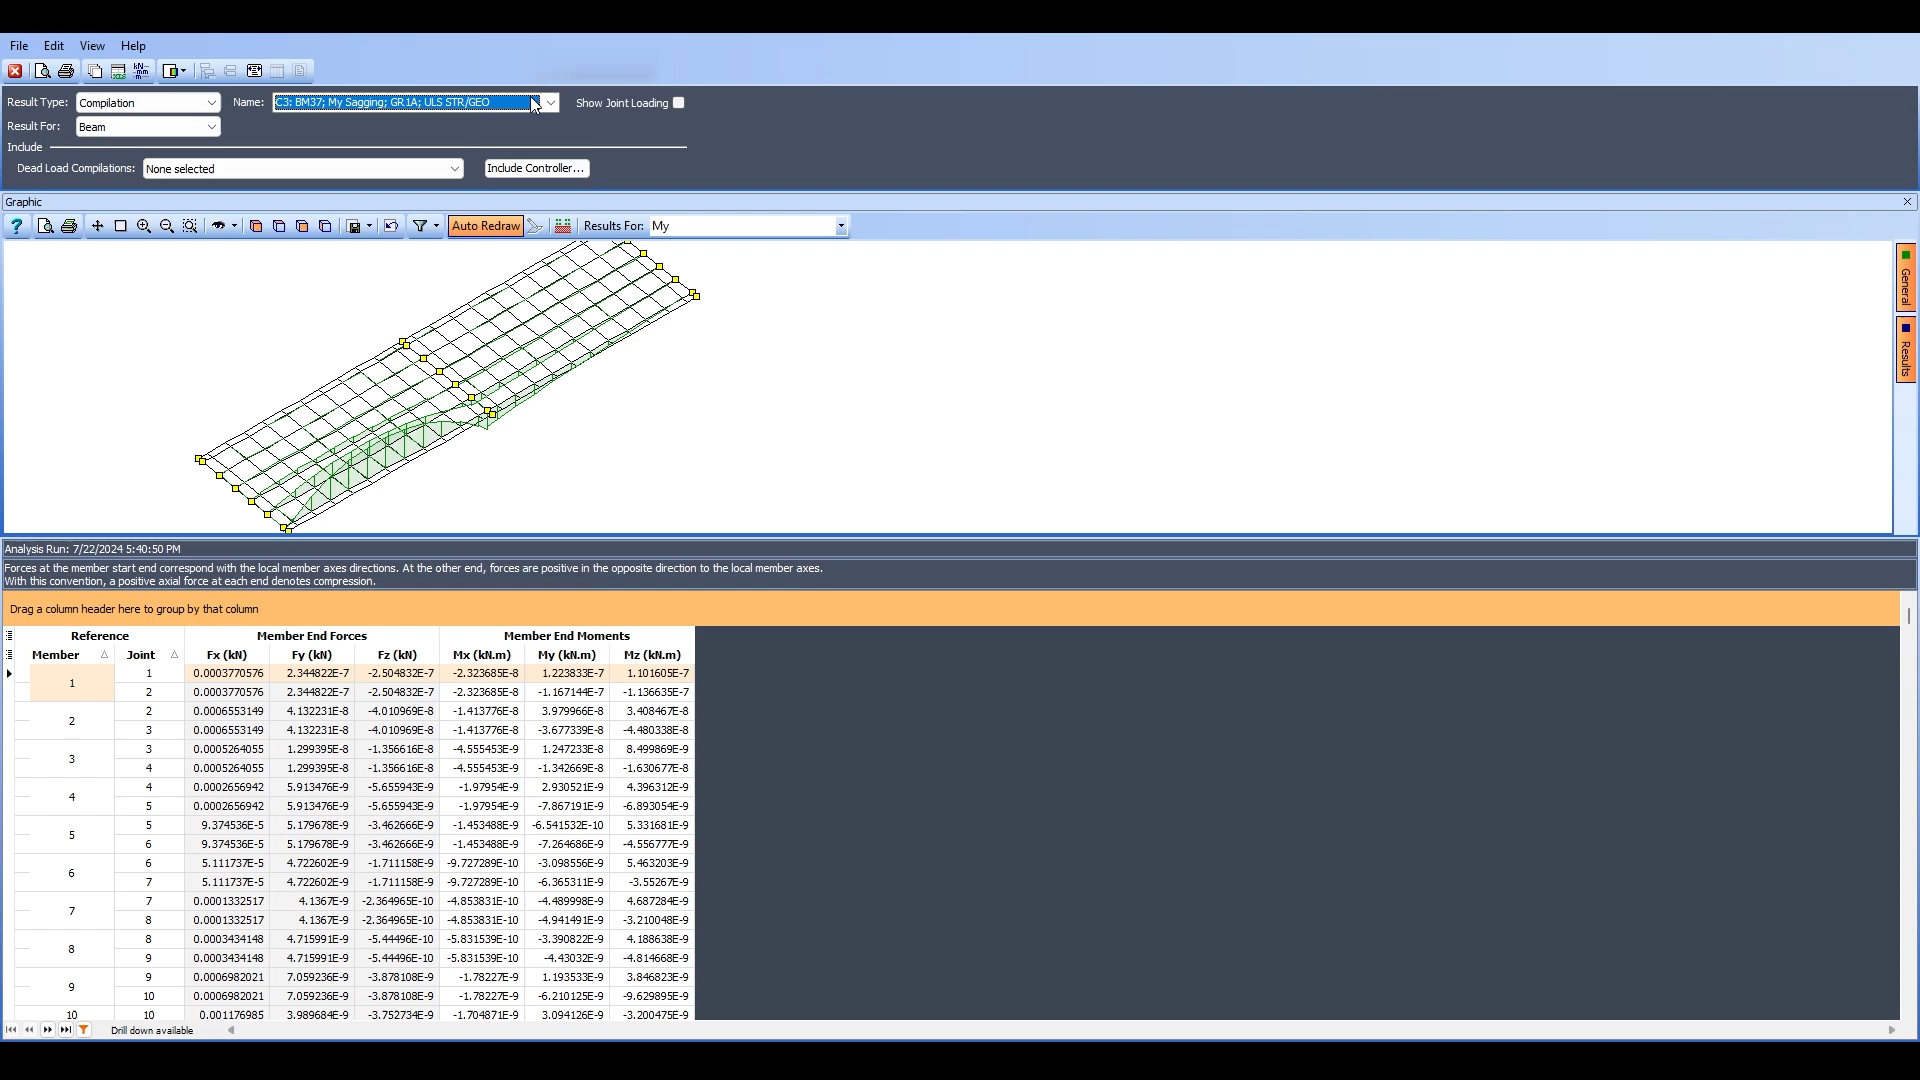 File Edit View Help
XLS kN- mm
Result Type: Compilation Name: C3: BM37; My Sagging; GR1A; ULS STR/GEO Show Joint Loading
Result For: Beam
Include
Dead Load Compilations: None selected Include Controller...
Graphic
? Auto Redraw Results For: My
General
Results
Analysis Run: 7/22/2024 5:40:50 PM
Forces at the member start end correspond with the local member axes directions. At the other end, forces are positive in the opposite direction to the local member axes.
With this convention, a positive axial force at each end denotes compression.
Drag a column header here to group by that column
Reference Member End Forces Member End Moments
Member Joint Fx (kN) Fy (kN) Fz (kN) Mx (kN.m) My (kN.m) Mz (kN.m)
1 1 0.0003770576 2.344822E-7 -2.504832E-7 -2.323685E-8 1.223833E-7 1.101605E-7
2 0.0003770576 2.344822E-7 -2.504832E-7 -2.323685E-8 -1.167144E-7 -1.136635E-7
2 2 0.0006553149 4.132231E-8 -4.010969E-8 -1.413776E-8 3.979966E-8 3.408467E-8
3 0.0006553149 4.132231E-8 -4.010969E-8 -1.413776E-8 -3.677339E-8 -4.480338E-8
3 3 0.0005264055 1.299395E-8 -1.356616E-8 -4.555453E-9 1.247233E-8 8.499869E-9
4 0.0005264055 1.299395E-8 -1.356616E-8 -4.555453E-9 -1.342669E-8 -1.630677E-8
4 4 0.0002656942 5.913476E-9 -5.655943E-9 -1.97954E-9 2.930521E-9 4.396312E-9
5 0.0002656942 5.913476E-9 -5.655943E-9 -1.97954E-9 -7.867191E-9 -6.893054E-9
5 5 9.374536E-5 5.179678E-9 -3.462666E-9 -1.453488E-9 -6.541532E-10 5.331681E-9
6 9.374536E-5 5.179678E-9 -3.462666E-9 -1.453488E-9 -7.264686E-9 -4.556777E-9
6 6 5.111737E-5 4.722602E-9 -1.711158E-9 -9.727289E-10 -3.098556E-9 5.463203E-9
7 5.111737E-5 4.722602E-9 -1.711158E-9 -9.727289E-10 -6.365311E-9 -3.55267E-9
7 7 0.0001332517 4.1367E-9 -2.364965E-10 -4.853831E-10 -4.489998E-9 4.687284E-9
8 0.0001332517 4.1367E-9 -2.364965E-10 -4.853831E-10 -4.941491E-9 -3.210048E-9
8 8 0.0003434148 4.715991E-9 -5.44496E-10 -5.831539E-10 -3.390822E-9 4.188638E-9
9 0.0003434148 4.715991E-9 -5.44496E-10 -5.831539E-10 -4.43032E-9 -4.814668E-9
9 9 0.0006982021 7.059236E-9 -3.878108E-9 -1.78227E-9 1.193533E-9 3.846823E-9
10 0.0006982021 7.059236E-9 -3.878108E-9 -1.78227E-9 -6.210125E-9 -9.629895E-9
10 10 0.001176985 3.989684E-9 -3.752734E-9 -1.704871E-9 3.094126E-9 -3.200475E-9
Drill down available